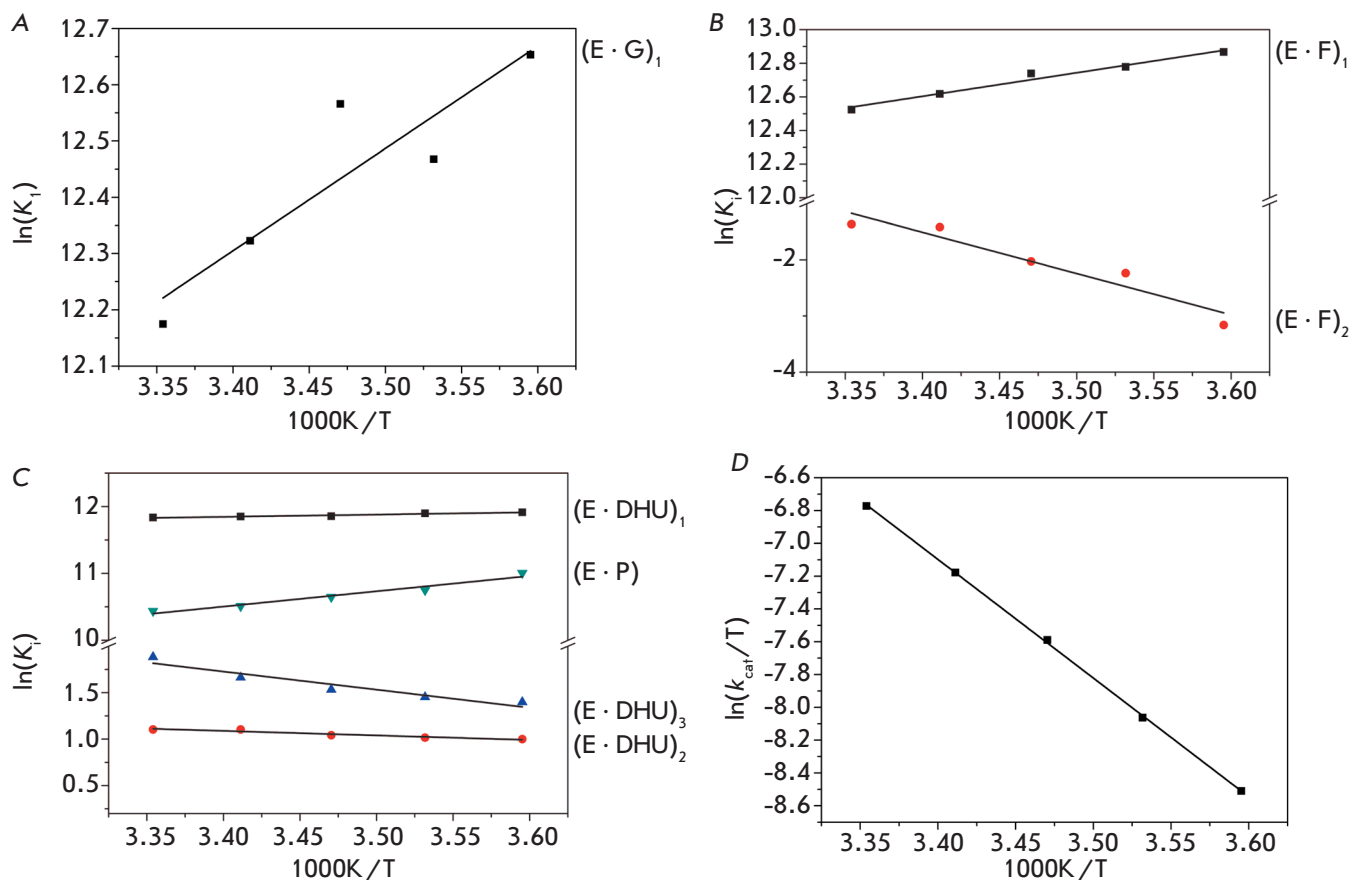 A
12.7
12.6
12.5
12.4
12.3
12.2
12.1
ln(K₁)
(E · G)₁
3.35 3.40 3.45 3.50 3.55 3.60
1000K/T
B
13.0
12.8
12.6
12.4
12.2
12.0
-2
-4
ln(Kᵢ)
(E · F)₁
(E · F)₂
3.35 3.40 3.45 3.50 3.55 3.60
1000K/T
C
12
11
10
1.5
1.0
0.5
ln(Kᵢ)
(E · DHU)₁
(E · P)
(E · DHU)₃
(E · DHU)₂
3.35 3.40 3.45 3.50 3.55 3.60
1000K/T
D
-6.6
-6.8
-7.0
-7.2
-7.4
-7.6
-7.8
-8.0
-8.2
-8.4
-8.6
ln(k_cat/T)
3.35 3.40 3.45 3.50 3.55 3.60
1000K/T